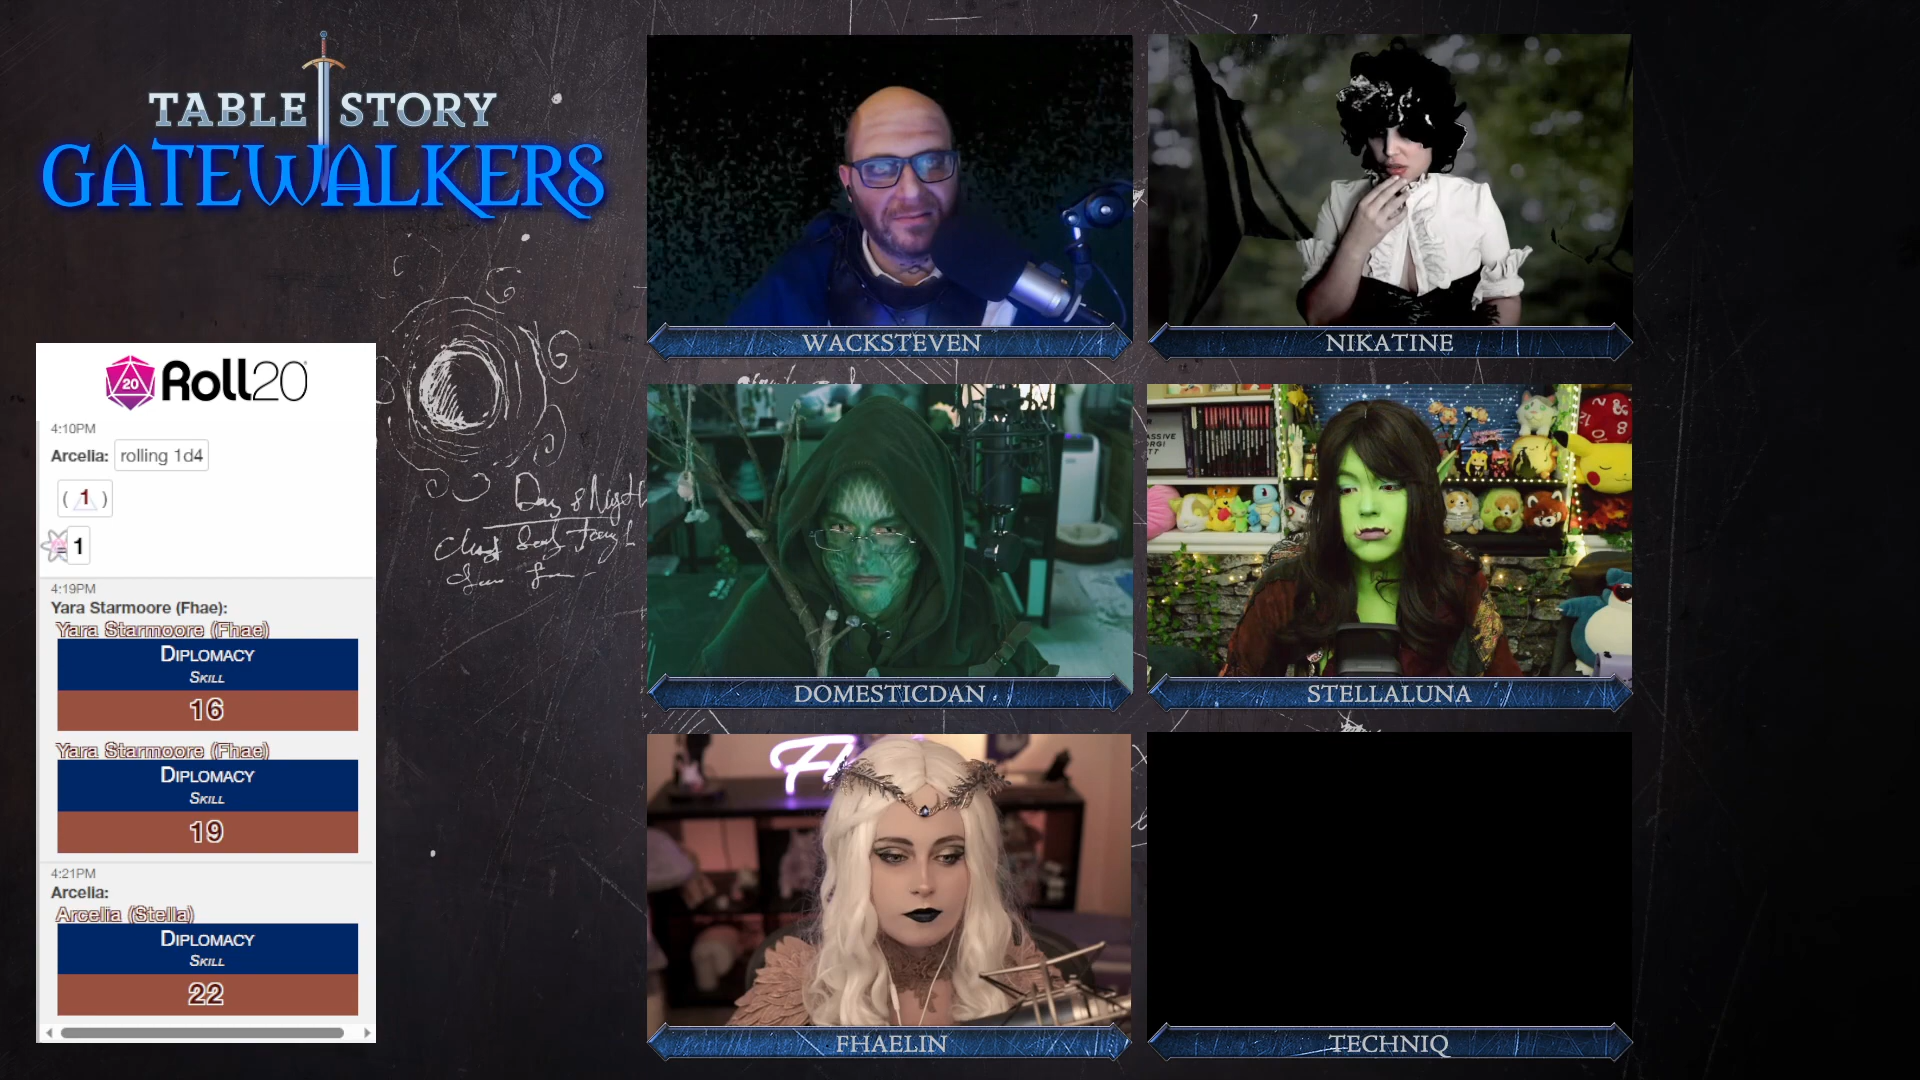 TABLE STORY
GATEWALKERS
Roll20
4:10PM
Arcelia: rolling 1d4
( 1 )
= 1
4:19PM
Yara Starmoore (Fhae):
Yara Starmoore (Fhae)
DIPLOMACY
SKILL
16
Yara Starmoore (Fhae)
DIPLOMACY
SKILL
19
4:21PM
Arcelia:
Arcelia (Stella)
DIPLOMACY
SKILL
22
Day & Night
WACKSTEVEN
NIKATINE
DOMESTICDAN
STELLALUNA
FHAELIN
TECHNIQ